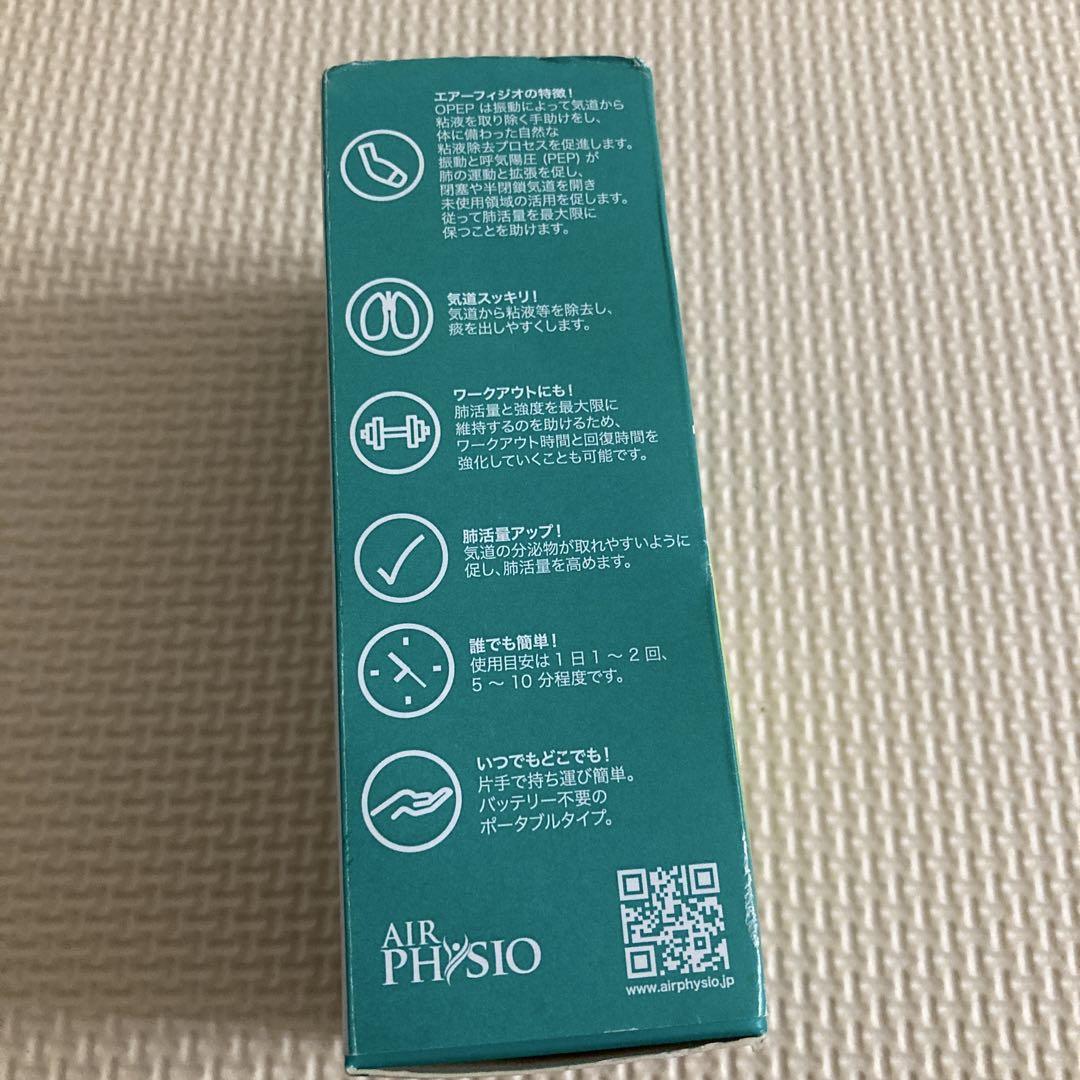 エアーフィジオの特徴!
OPEP は振動によって気道から
粘液を取り除く手助けをし、
体に備わった自然な
粘液除去プロセスを促進します。
振動と呼気陽圧 (PEP) が
肺の運動と拡張を促し、
閉塞や半閉鎖気道を開き
未使用領域の活用を促します。
従って肺活量を最大限に
保つことを助けます。
気道スッキリ!
気道から粘液等を除去し、
痰を出しやすくします。
ワークアウトにも!
肺活量と強度を最大限に
維持するのを助けるため、
ワークアウト時間と回復時間を
強化していくことも可能です。
肺活量アップ!
気道の分泌物が取れやすいように
促し、肺活量を高めます。
誰でも簡単!
使用目安は 1 日 1 ~ 2 回、
5 ~ 10 分程度です。
いつでもどこでも!
片手で持ち運び簡単。
バッテリー不要の
ポータブルタイプ。
AIR
PHYSIO
www.airphysio.jp